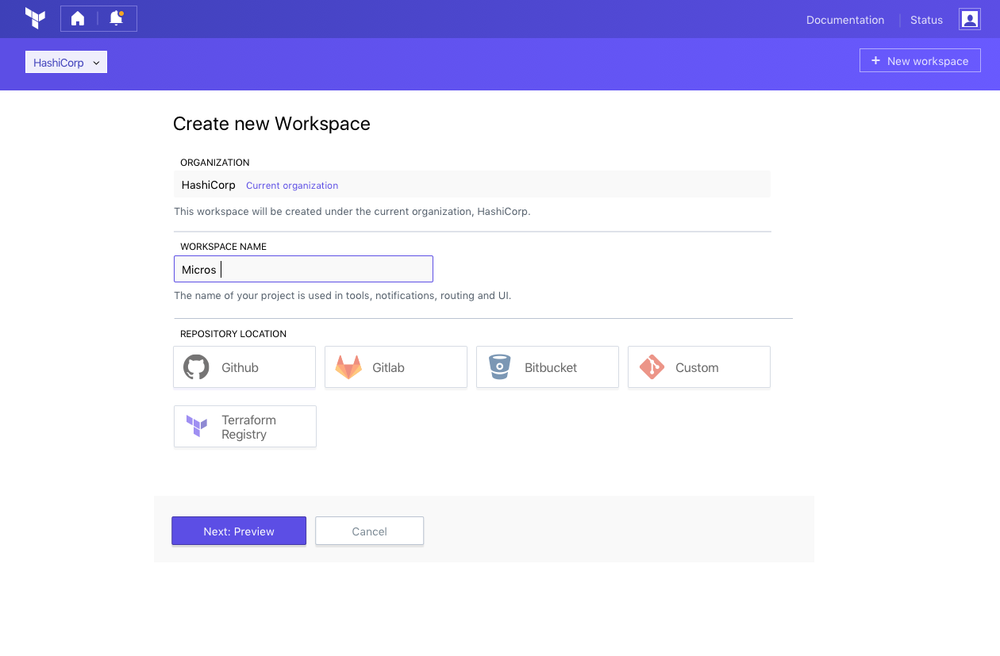 Documentation
Status
HashiCorp
+ New workspace
Create new Workspace
ORGANIZATION
HashiCorp Current organization
This workspace will be created under the current organization, HashiCorp.
WORKSPACE NAME
Micros
The name of your project is used in tools, notifications, routing and UI.
REPOSITORY LOCATION
Github
Gitlab
Bitbucket
Custom
Terraform
Registry
Next: Preview
Cancel